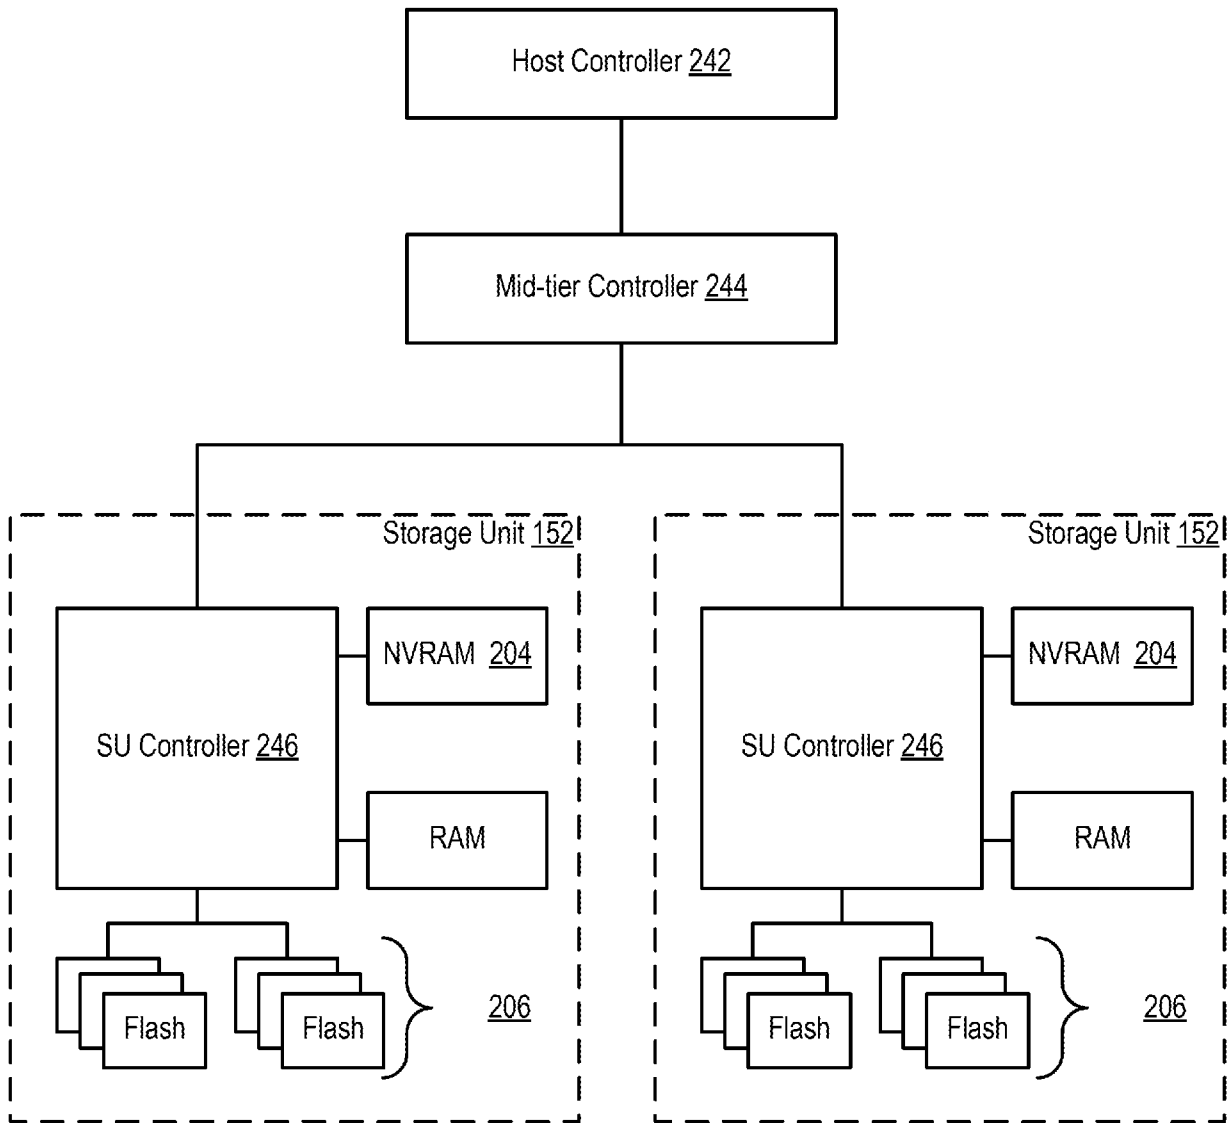 Host Controller 242
Mid-tier Controller 244
Storage Unit 152
NVRAM 204
SU Controller 246
RAM
Flash
Flash
206
Storage Unit 152
NVRAM 204
SU Controller 246
RAM
Flash
Flash
206